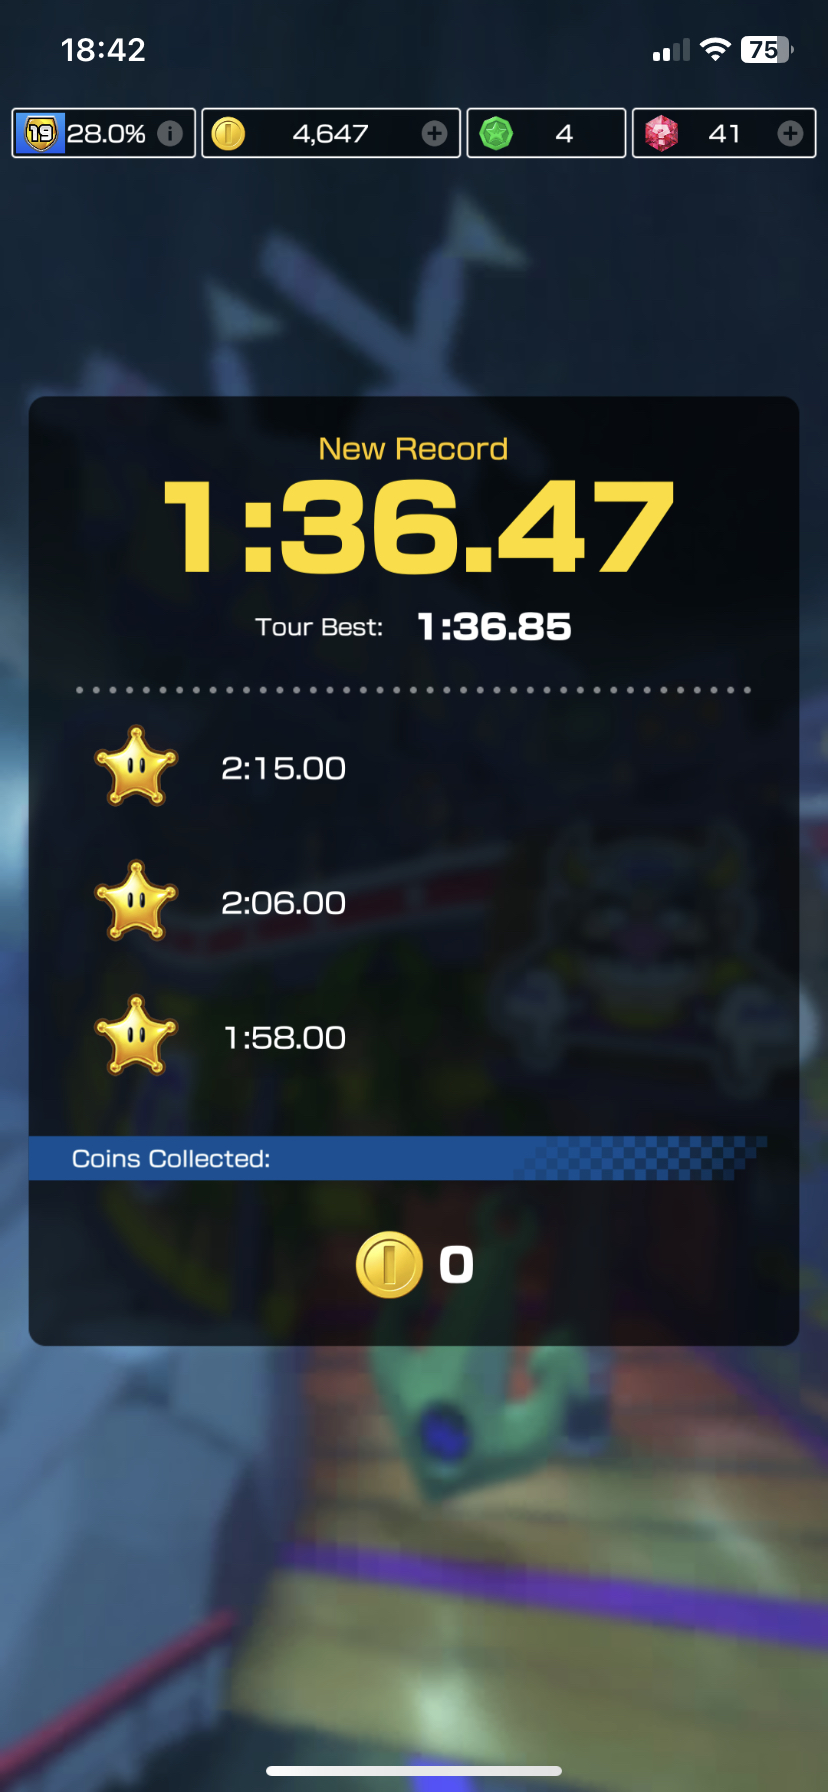 18:42 75
19 28.0% i 4,647 + 4 ? 41 +
New Record
1:36.47
Tour Best: 1:36.85
2:15.00
2:06.00
1:58.00
Coins Collected:
0